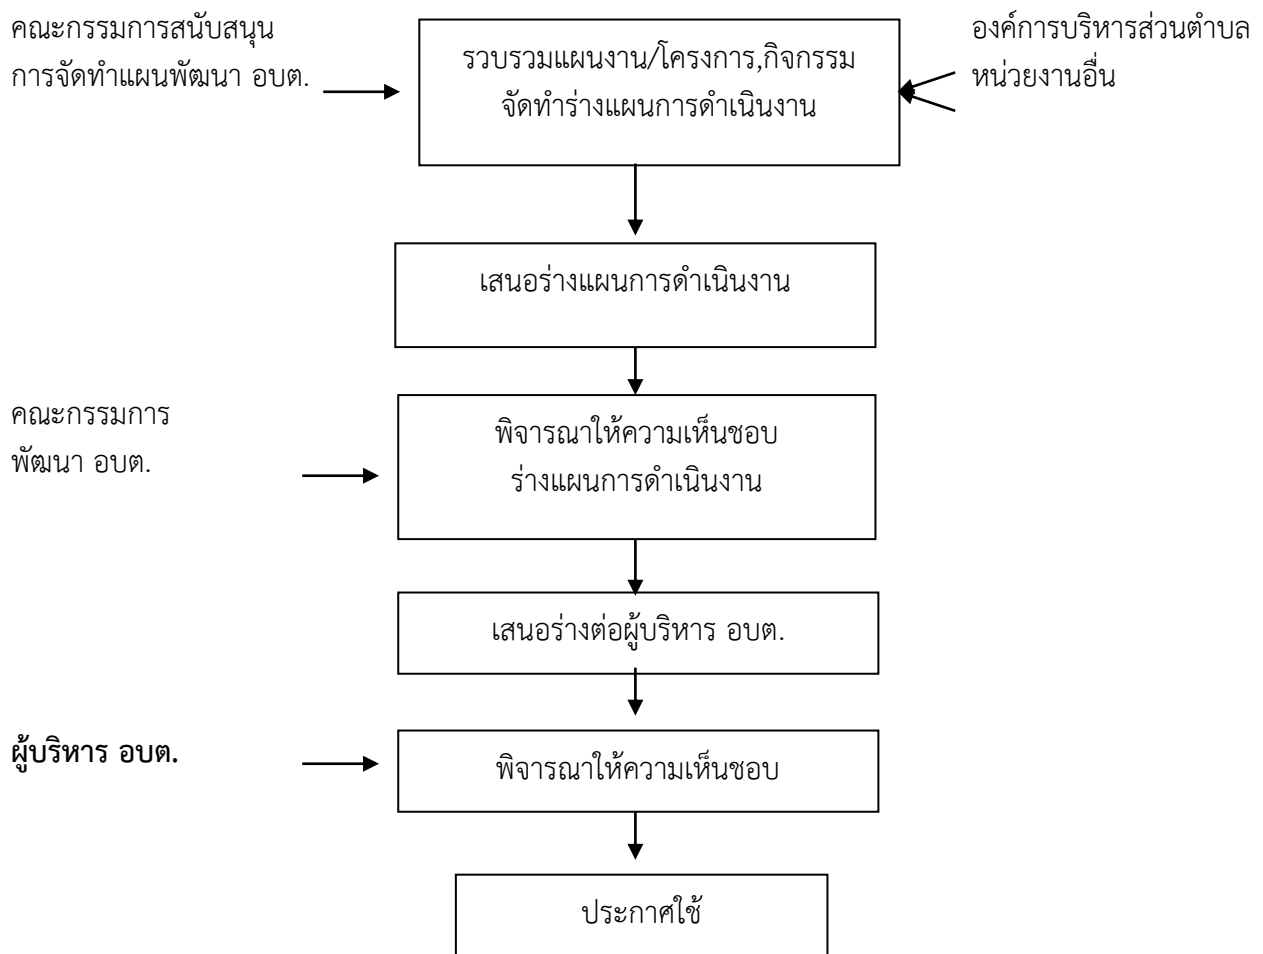 คณะกรรมการสนับสนุน
การจัดทำแผนพัฒนา อบต.
รวบรวมแผนงาน/โครงการ,กิจกรรม
จัดทำร่างแผนการดำเนินงาน
องค์การบริหารส่วนตำบล
หน่วยงานอื่น
เสนอร่างแผนการดำเนินงาน
คณะกรรมการ
พัฒนา อบต.
พิจารณาให้ความเห็นชอบ
ร่างแผนการดำเนินงาน
เสนอร่างต่อผู้บริหาร อบต.
ผู้บริหาร อบต.
พิจารณาให้ความเห็นชอบ
ประกาศใช้